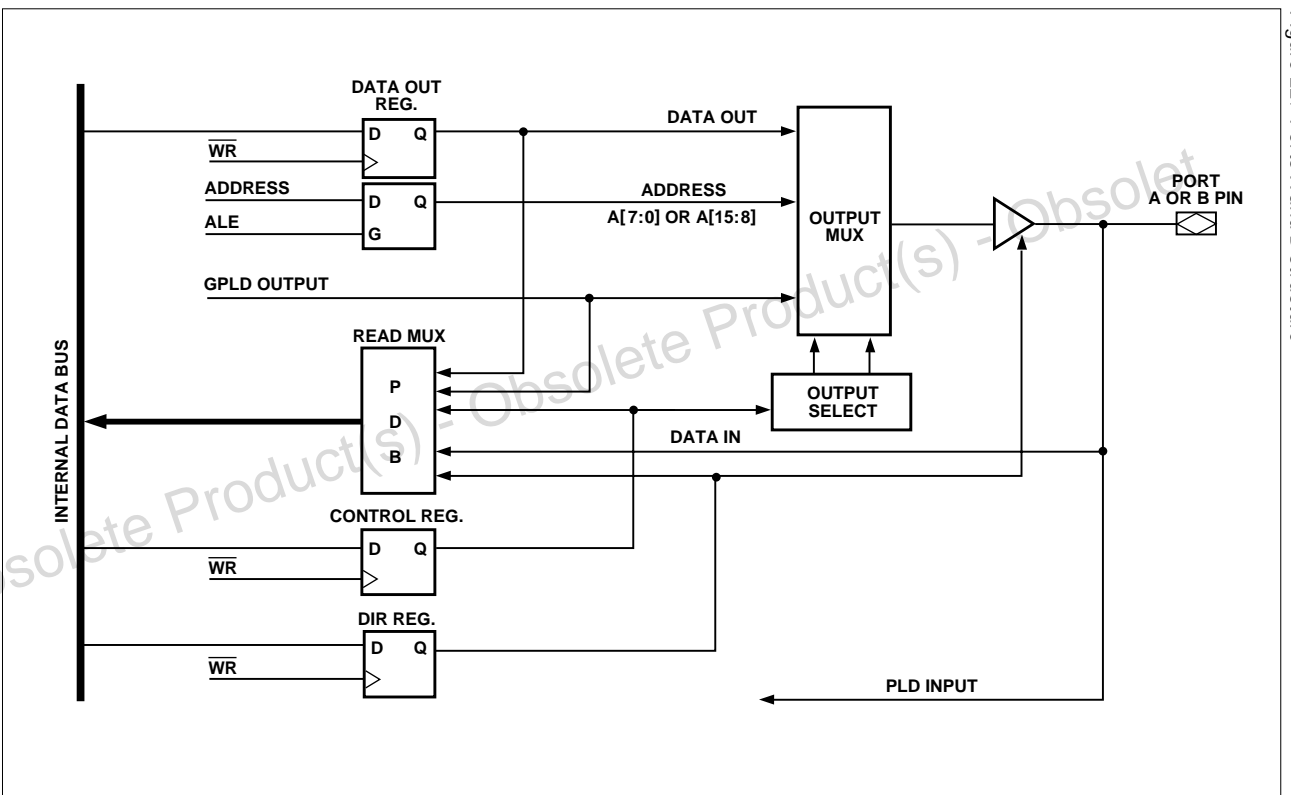 DATA OUT
REG.
D Q
WR
DATA OUT
ADDRESS
ALE
D Q
G
ADDRESS
A[7:0] OR A[15:8]
OUTPUT
MUX
PORT
A OR B PIN
GPLD OUTPUT
READ MUX
P
D
B
OUTPUT
SELECT
DATA IN
INTERNAL DATA BUS
CONTROL REG.
D Q
WR
DIR REG.
D Q
WR
PLD INPUT
Obsolete Product(s) - Obsolete Product(s) - Obsolet